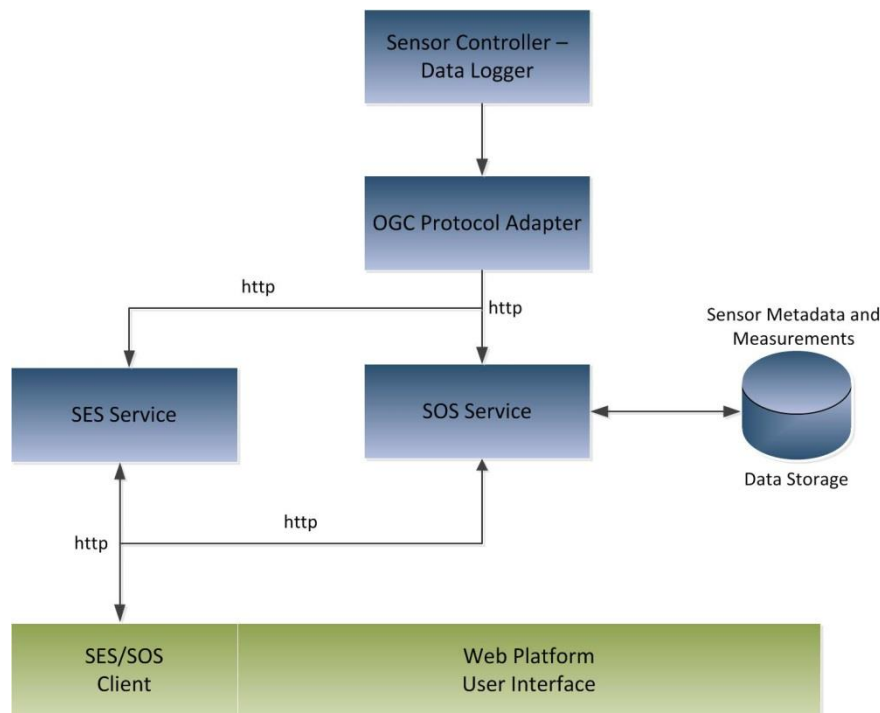 Sensor Controller –
Data Logger
OGC Protocol Adapter
http
http
Sensor Metadata and
Measurements
SES Service
SOS Service
Data Storage
http
http
SES/SOS
Client
Web Platform
User Interface